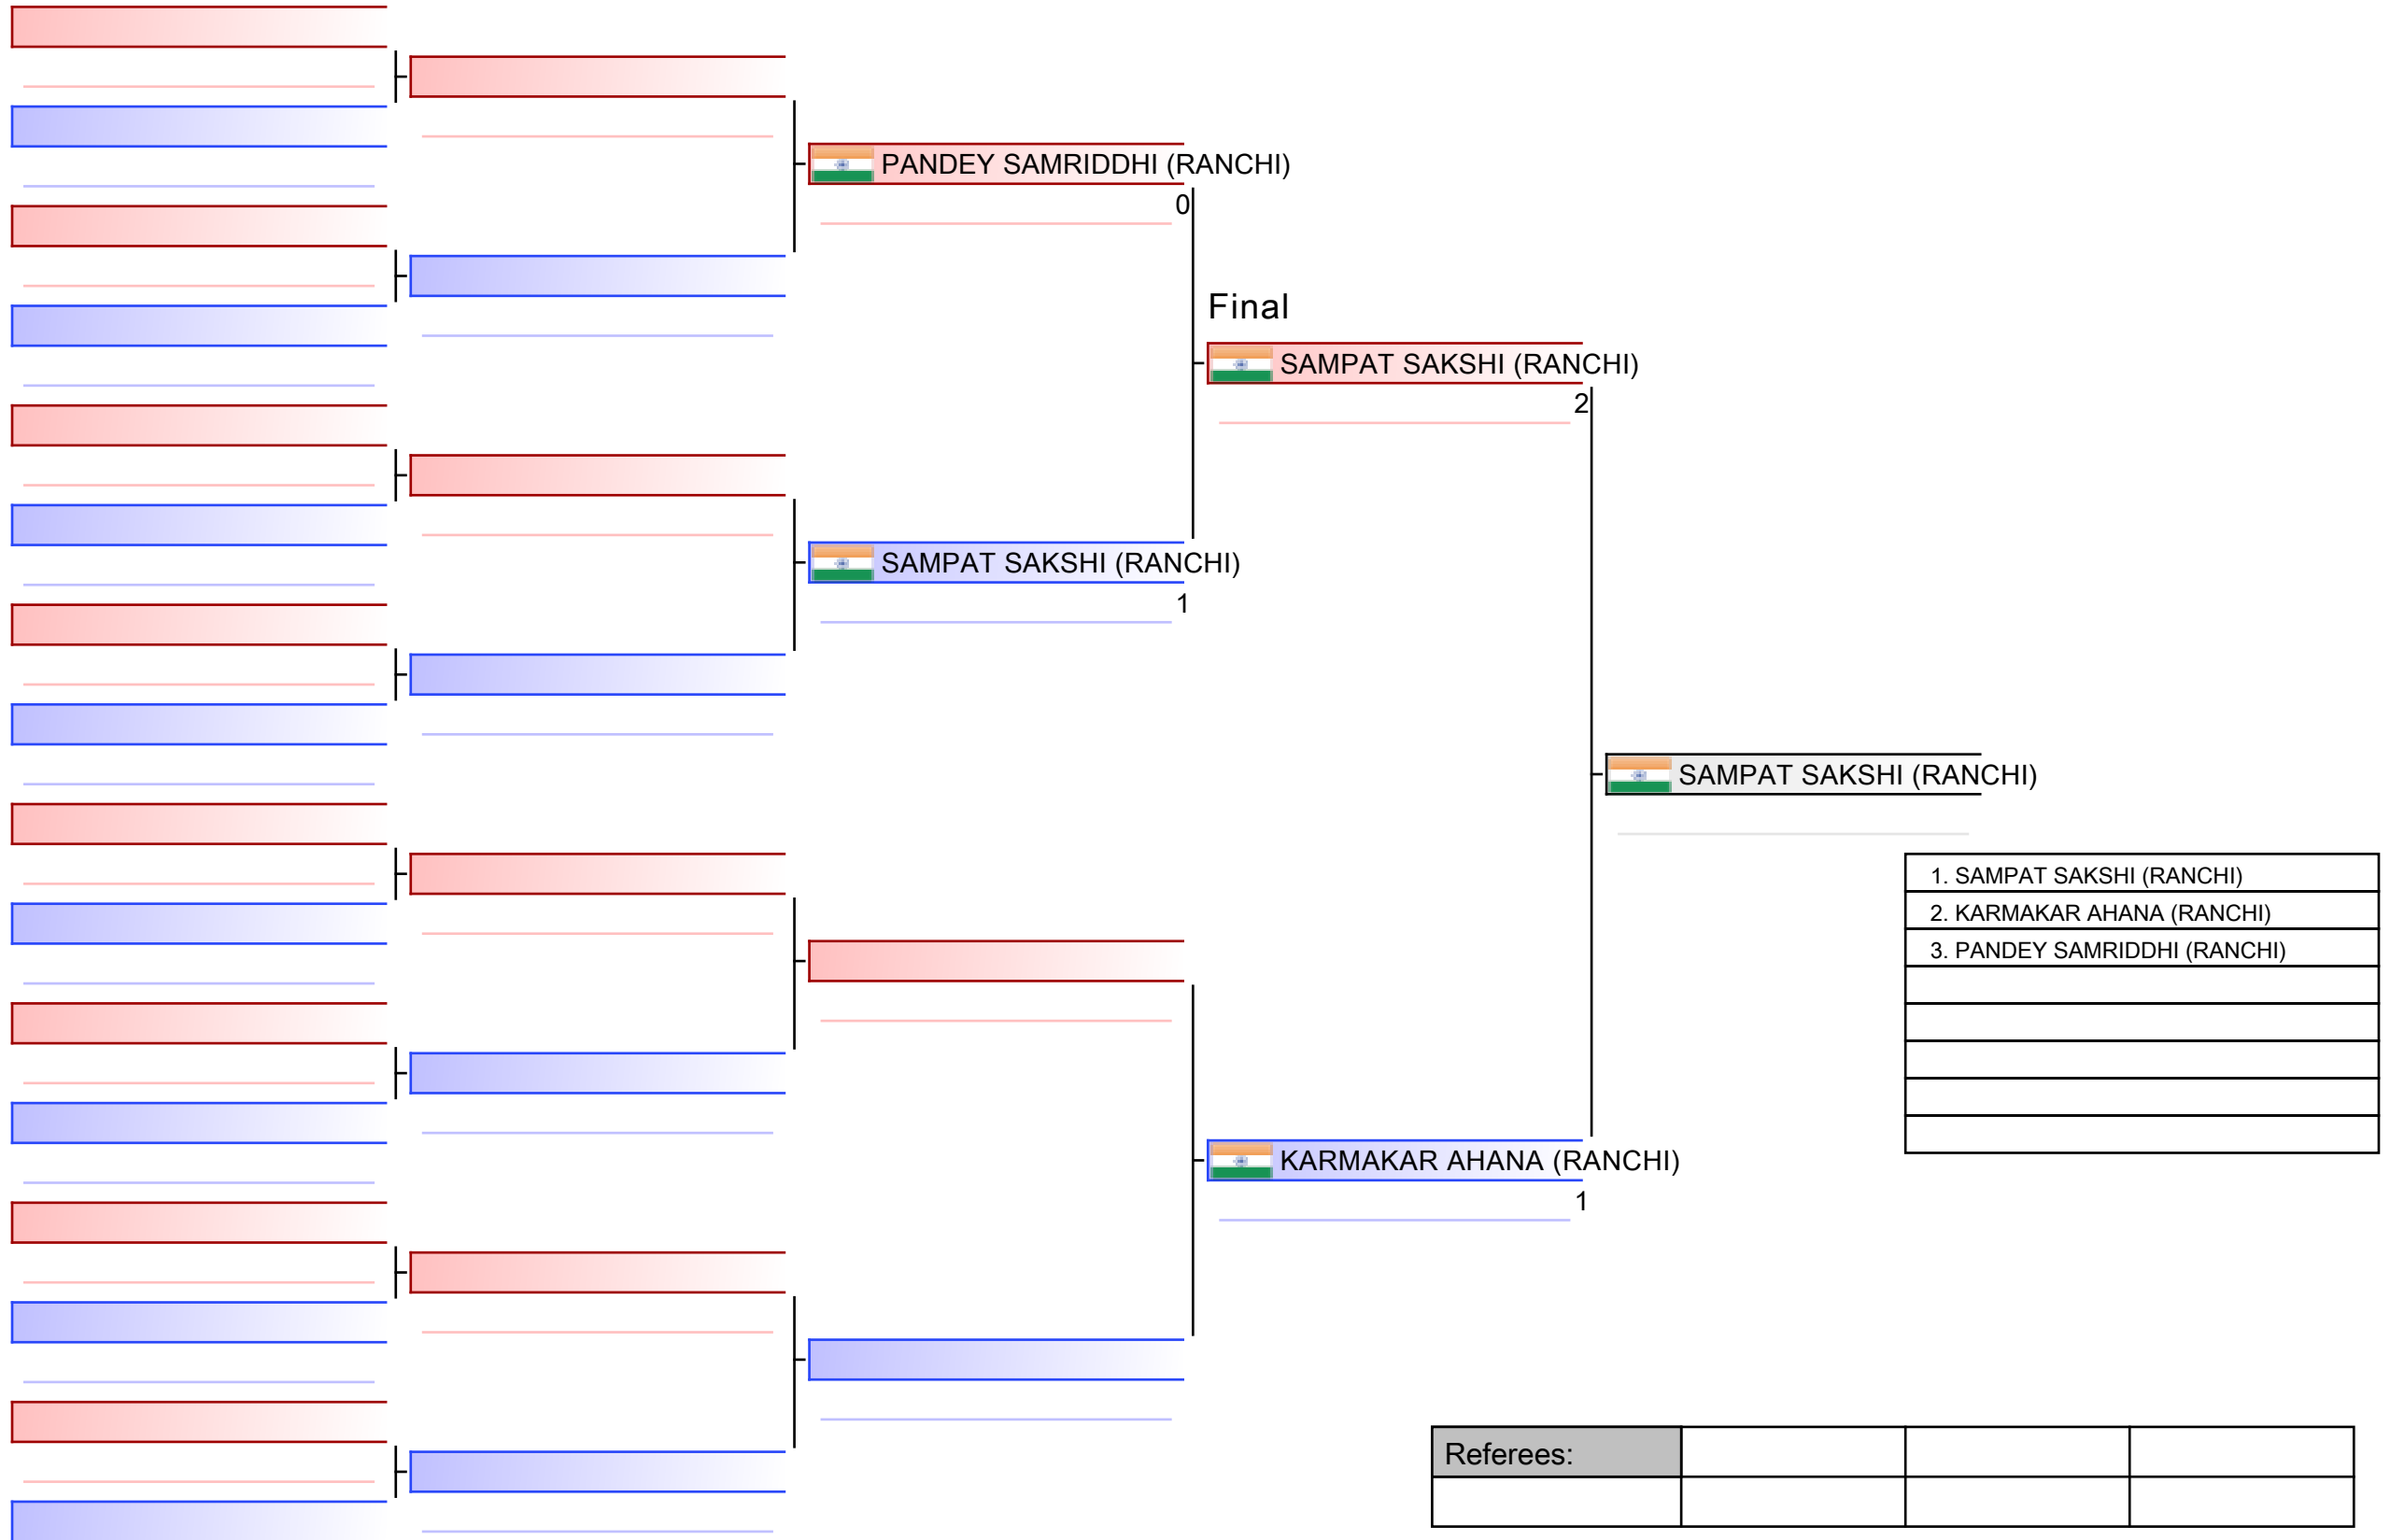 PANDEY SAMRIDDHI (RANCHI)
0
Final
SAMPAT SAKSHI (RANCHI)
2
SAMPAT SAKSHI (RANCHI)
1
SAMPAT SAKSHI (RANCHI)
1. SAMPAT SAKSHI (RANCHI)
2. KARMAKAR AHANA (RANCHI)
3. PANDEY SAMRIDDHI (RANCHI)
KARMAKAR AHANA (RANCHI)
1
Referees: